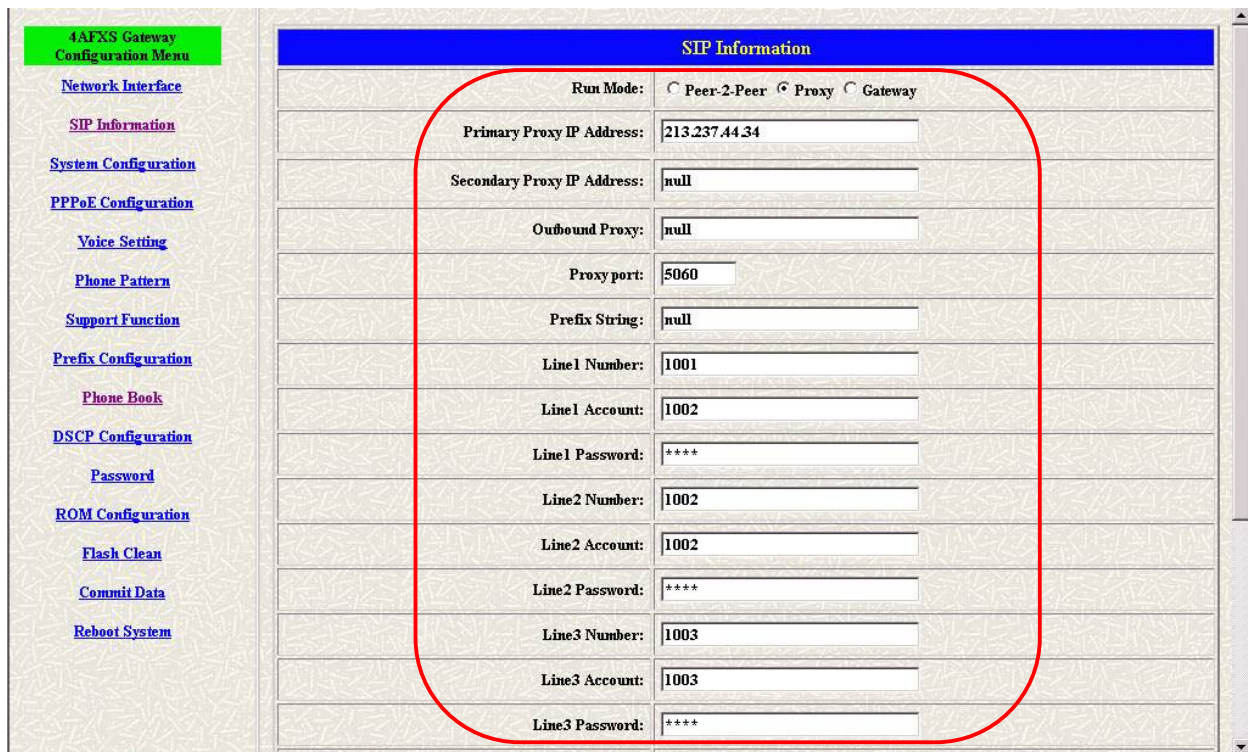 4AFXS Gateway
Configuration Menu
Network Interface
SIP Information
System Configuration
PPPoE Configuration
Voice Setting
Phone Pattern
Support Function
Prefix Configuration
Phone Book
DSCP Configuration
Password
ROM Configuration
Flash Clean
Commit Data
Reboot System
SIP Information
Run Mode: Peer-2-Peer Proxy Gateway
Primary Proxy IP Address: 213.237.44.34
Secondary Proxy IP Address: null
Outbound Proxy: null
Proxy port: 5060
Prefix String: null
Line1 Number: 1001
Line1 Account: 1002
Line1 Password: ****
Line2 Number: 1002
Line2 Account: 1002
Line2 Password: ****
Line3 Number: 1003
Line3 Account: 1003
Line3 Password: ****